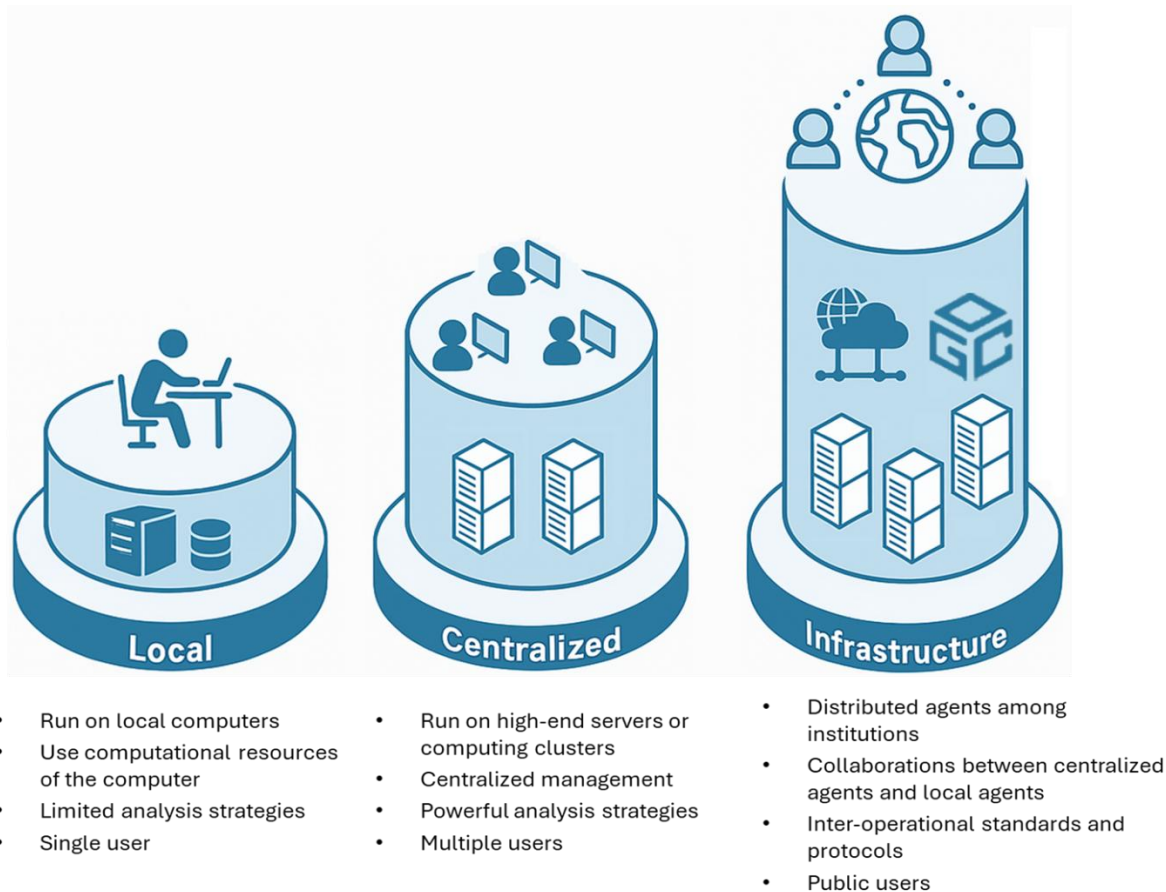 OGC
Local
Centralized
Infrastructure
• Run on local computers
• Use computational resources
of the computer
• Limited analysis strategies
• Single user
• Run on high-end servers or
computing clusters
• Centralized management
• Powerful analysis strategies
• Multiple users
• Distributed agents among
institutions
• Collaborations between centralized
agents and local agents
• Inter-operational standards and
protocols
• Public users